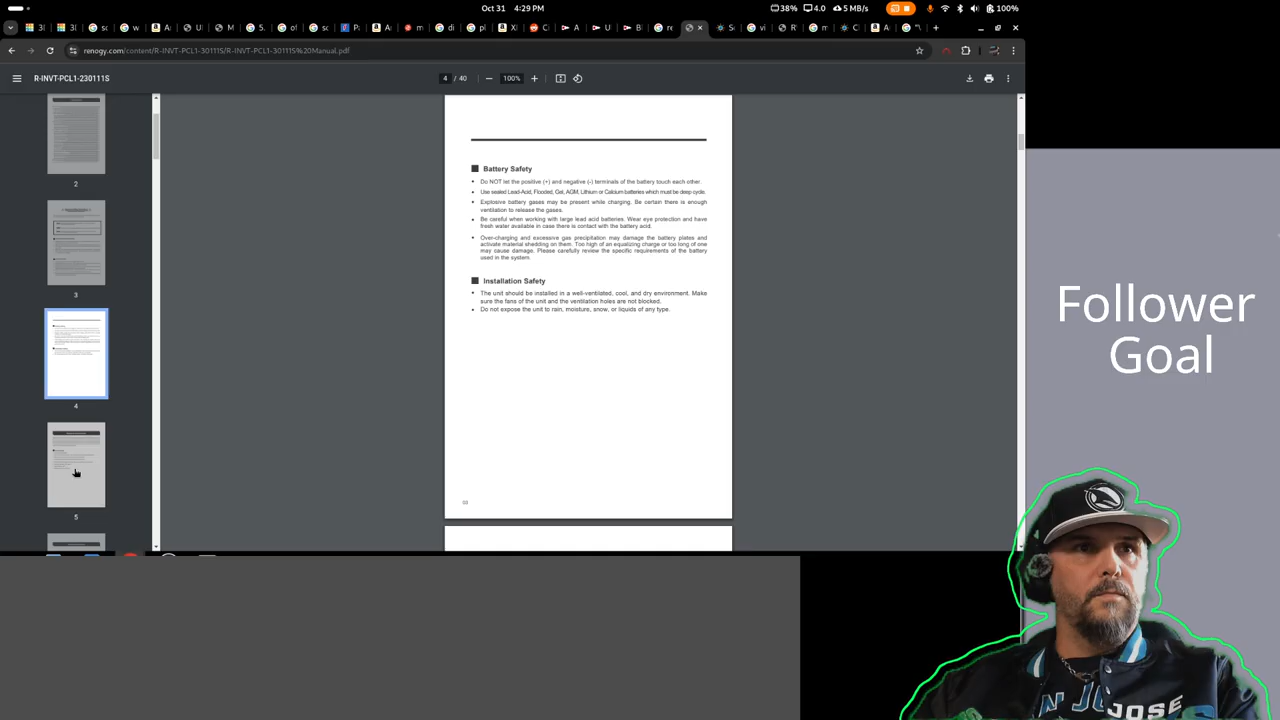 Oct 31 4:29 PM
38% 4.0 5 MB/s 100%
renogy.com/content/R-INVT-PCL1-30111S/R-INVT-PCL1-30111S%20Manual.pdf
R-INVT-PCL1-230111S
4 / 40
100%
2
3
4
5
Battery Safety
• Do NOT let the positive (+) and negative (-) terminals of the battery touch each other.
• Use sealed Lead-Acid, Flooded, Gel, AGM, Lithium or Calcium batteries which must be deep cycle.
• Explosive battery gases may be present while charging. Be certain there is enough
ventilation to release the gases.
• Be careful when working with large lead acid batteries. Wear eye protection and have
fresh water available in case there is contact with the battery acid.
• Over-charging and excessive gas precipitation may damage the battery plates and
activate material shedding on them. Too high of an equalizing charge or too long of one
may cause damage. Please carefully review the specific requirements of the battery
used in the system.
Installation Safety
• The unit should be installed in a well-ventilated, cool, and dry environment. Make
sure the fans of the unit and the ventilation holes are not blocked.
• Do not expose the unit to rain, moisture, snow, or liquids of any type.
03
Follower
Goal
JOSE